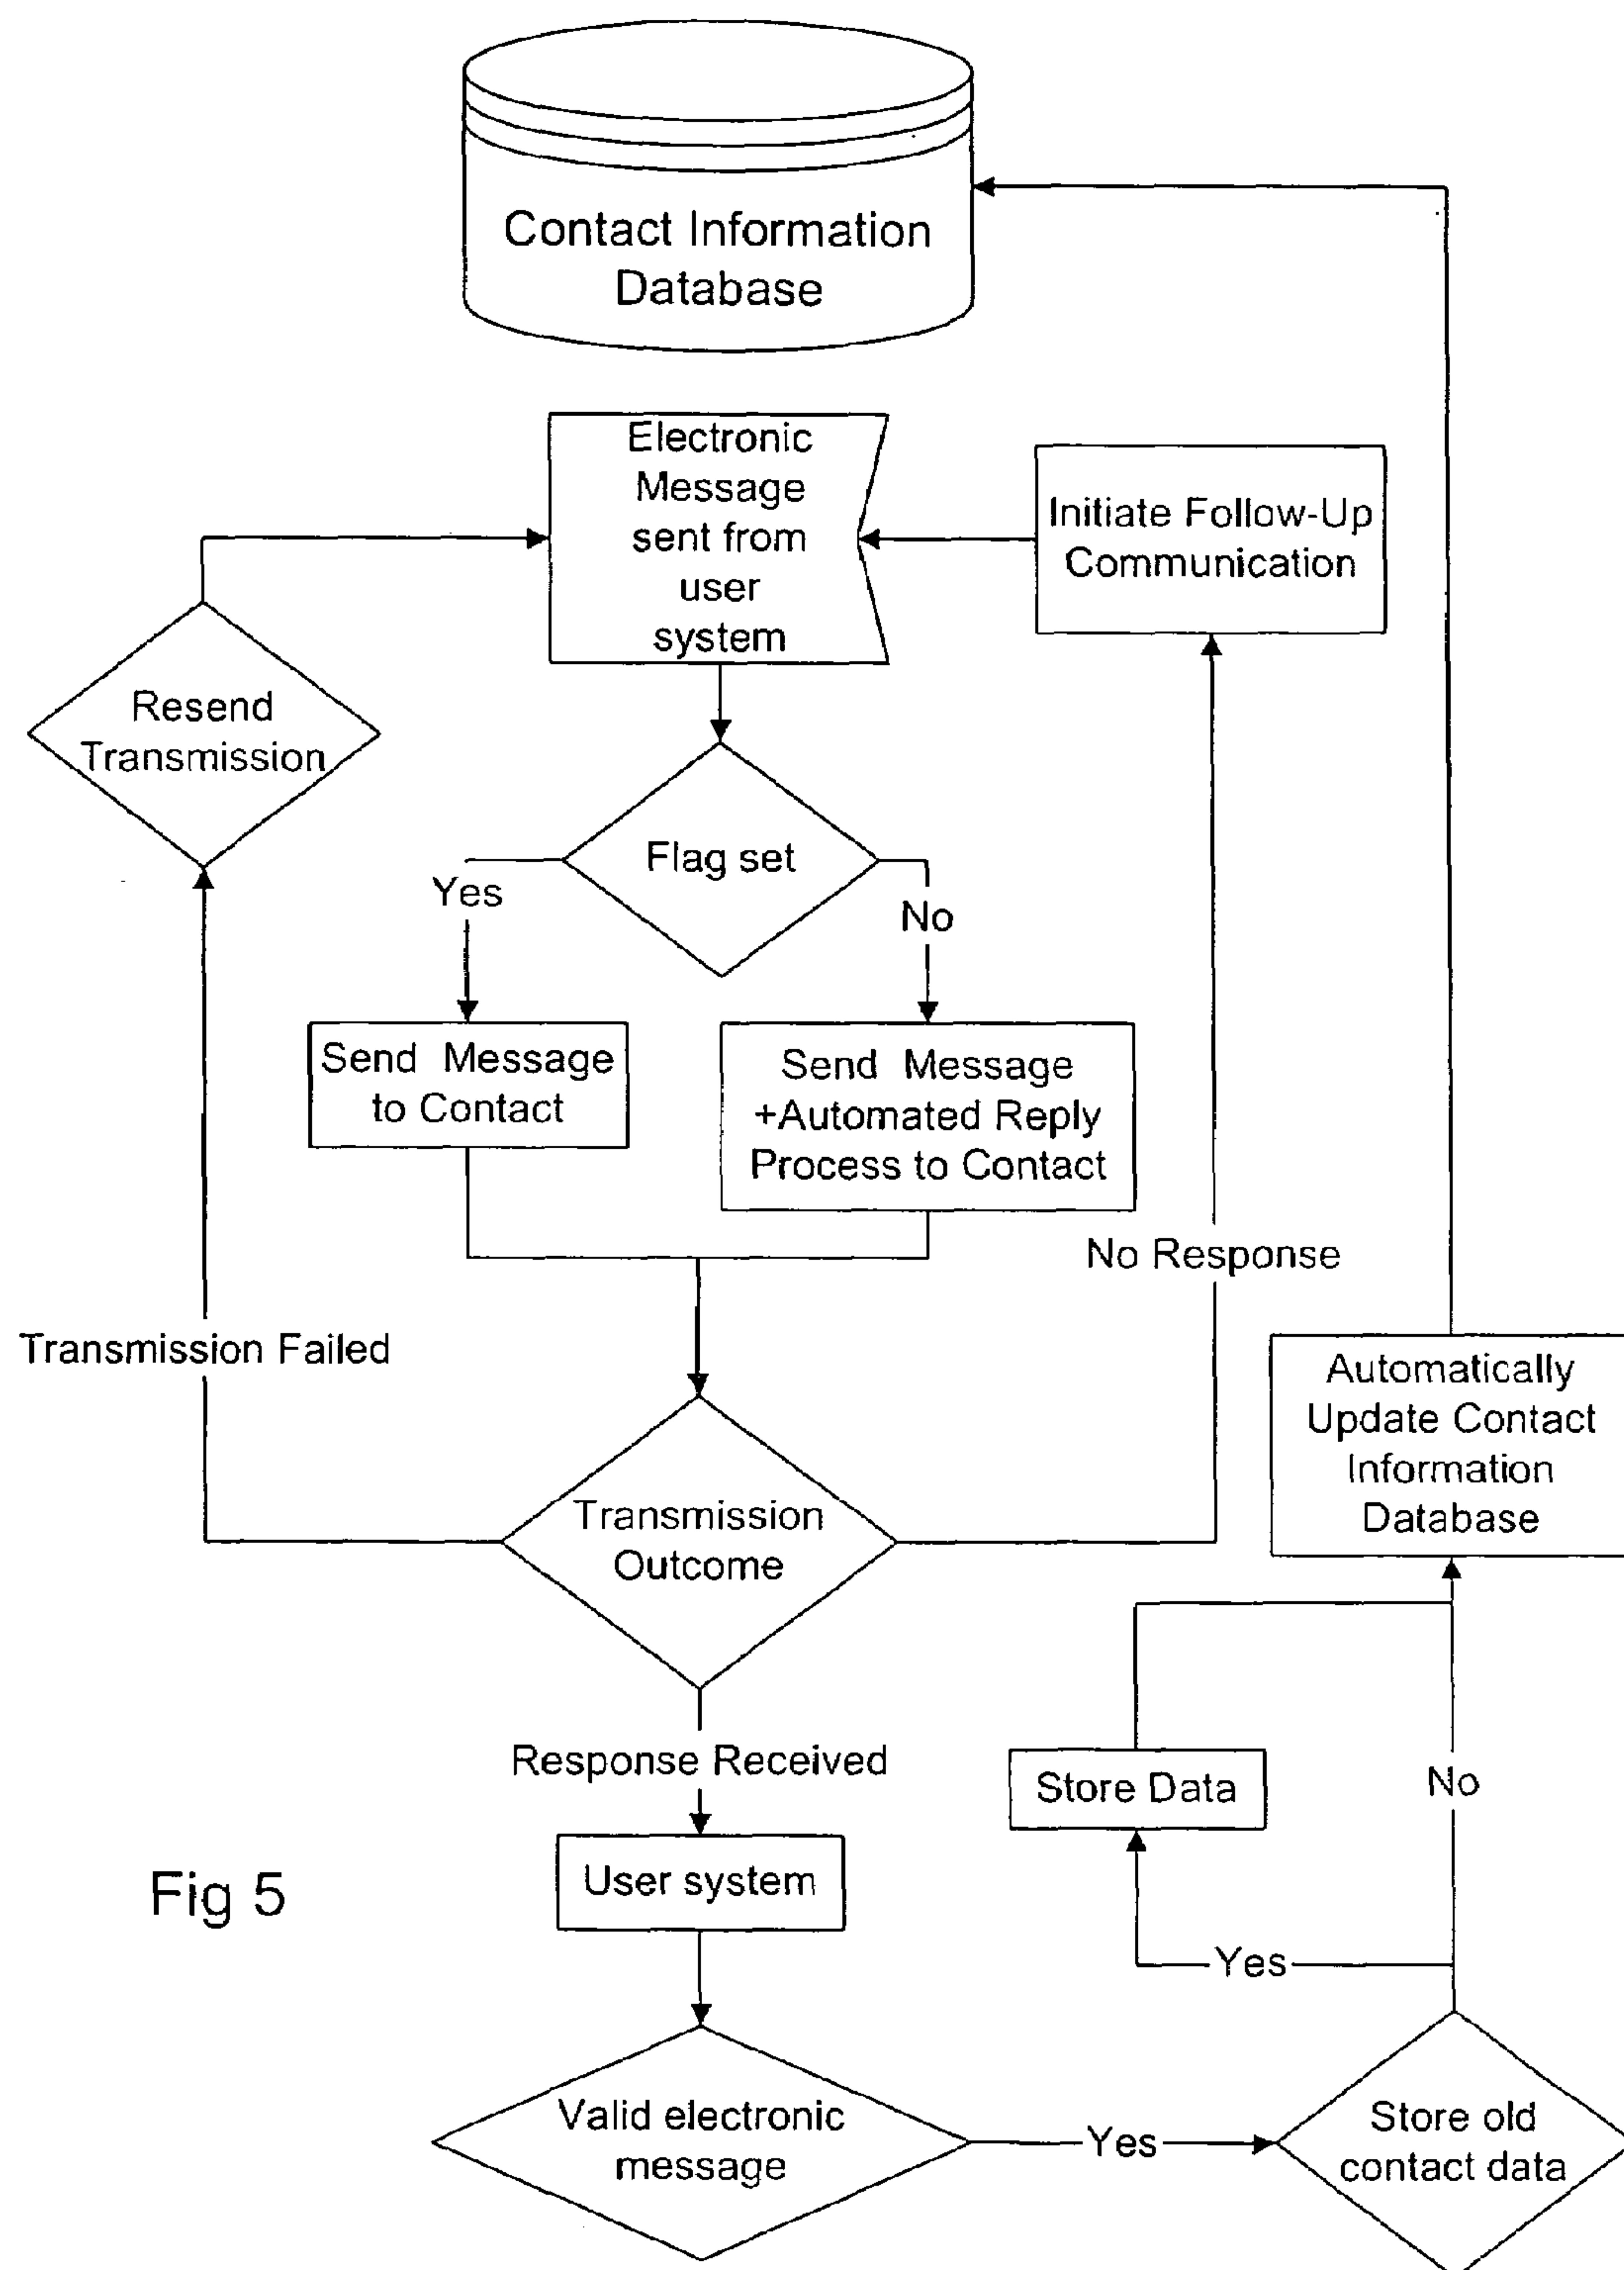 Contact Information
Database
Electronic
Message
sent from
user
system
Initiate Follow-Up
Communication
Resend
Transmission
Flag set
Yes
No
Send Message
to Contact
Send Message
+Automated Reply
Process to Contact
No Response
Transmission Failed
Automatically
Update Contact
Information
Database
Transmission
Outcome
Response Received
Store Data
No
User system
Fig 5
Yes
Valid electronic
message
Yes
Store old
contact data